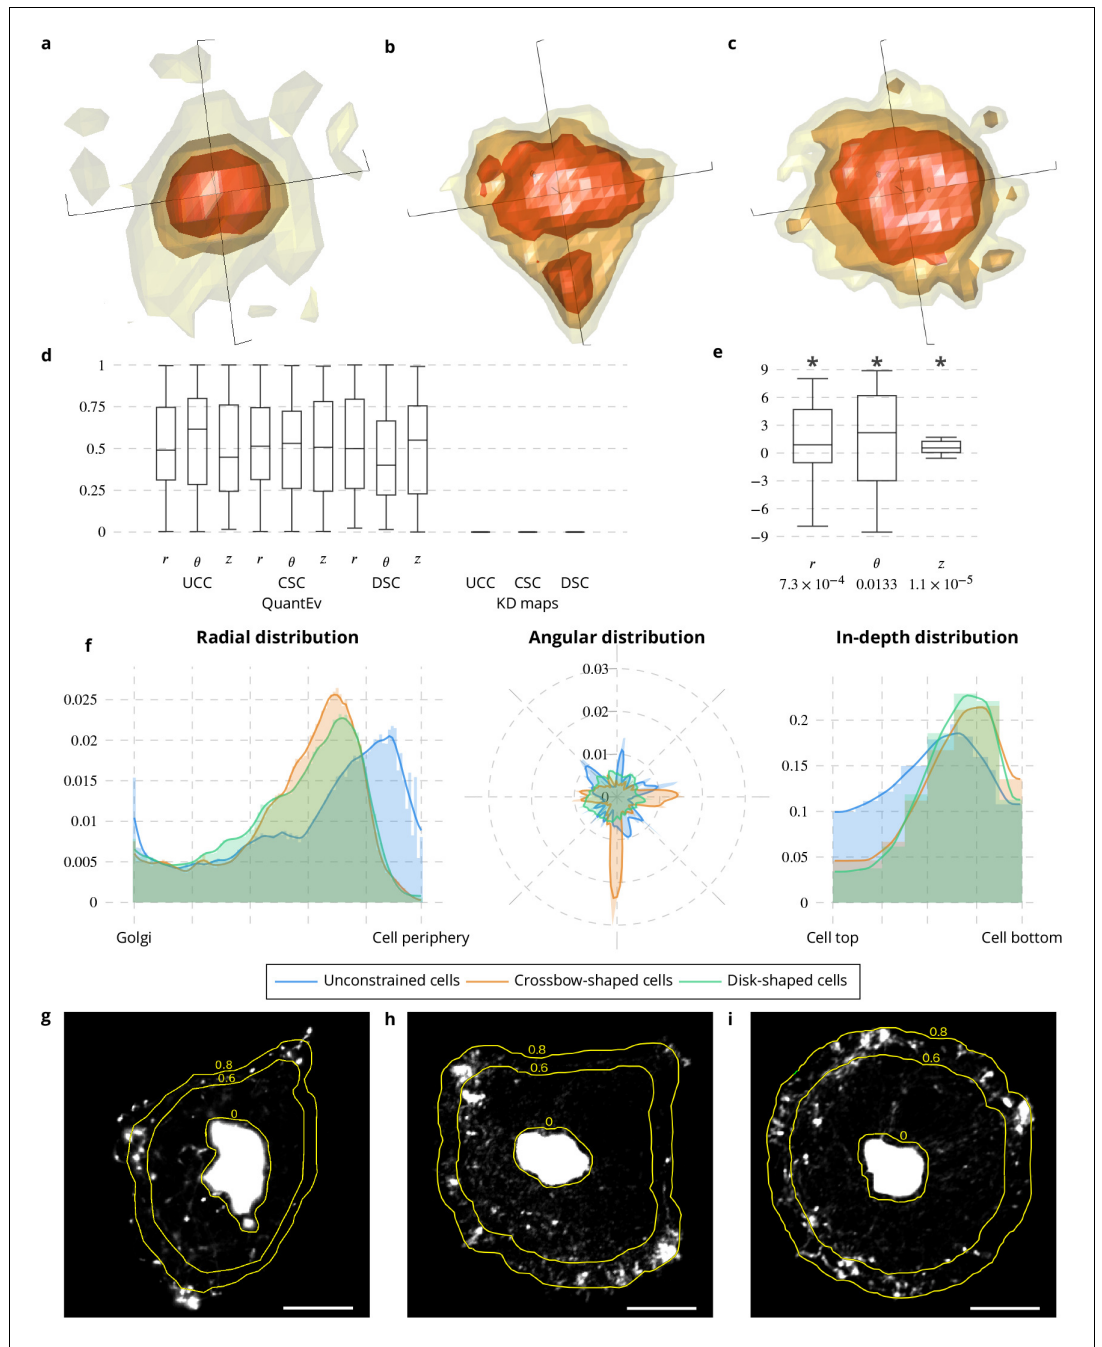 a b c
d
1
0.75
0.5
0.25
0
r θ z r θ z r θ z
UCC CSC DSC UCC CSC DSC
QuantEv KD maps
e
* * *
9
6
3
0
−3
−6
−9
r θ z
7.3 × 10⁻⁴ 0.0133 1.1 × 10⁻⁵
f
Radial distribution
0.025
0.02
0.015
0.01
0.005
0
Golgi Cell periphery
Angular distribution
0.03
0.02
0.01
0
In-depth distribution
0.2
0.15
0.1
0.05
0
Cell top Cell bottom
Unconstrained cells Crossbow-shaped cells Disk-shaped cells
g
0.8
0.6
0
h
0.8
0.6
0
i
0.8
0.6
0